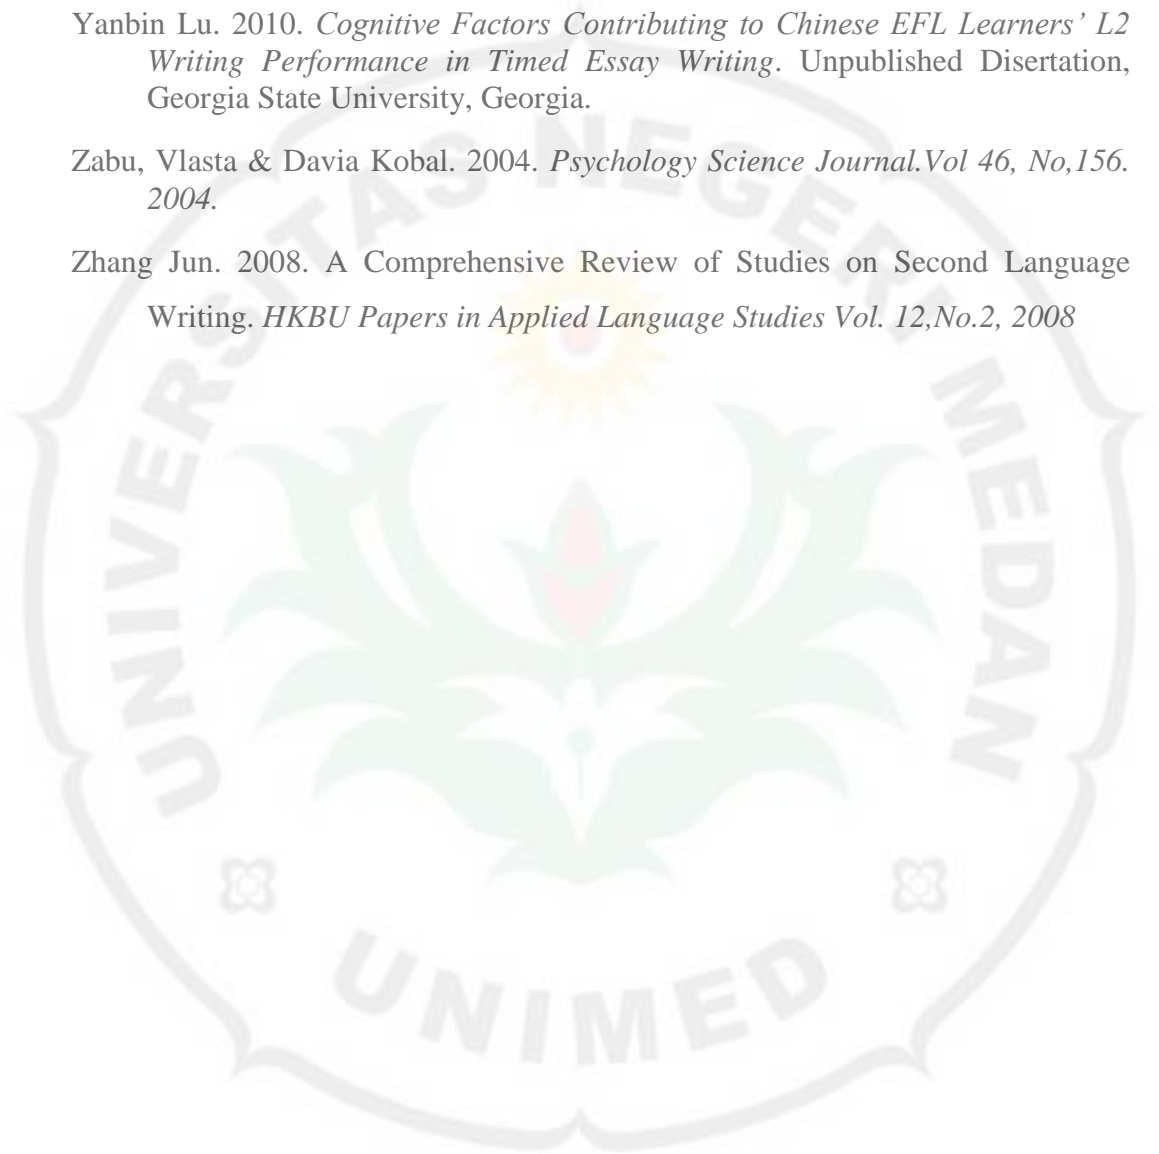 Yanbin Lu. 2010. Cognitive Factors Contributing to Chinese EFL Learners’ L2
Writing Performance in Timed Essay Writing. Unpublished Disertation,
Georgia State University, Georgia.
Zabu, Vlasta & Davia Kobal. 2004. Psychology Science Journal.Vol 46, No,156.
2004.
Zhang Jun. 2008. A Comprehensive Review of Studies on Second Language
Writing. HKBU Papers in Applied Language Studies Vol. 12,No.2, 2008
UNIVERSITAS NEGERI MEDAN
UNIMED